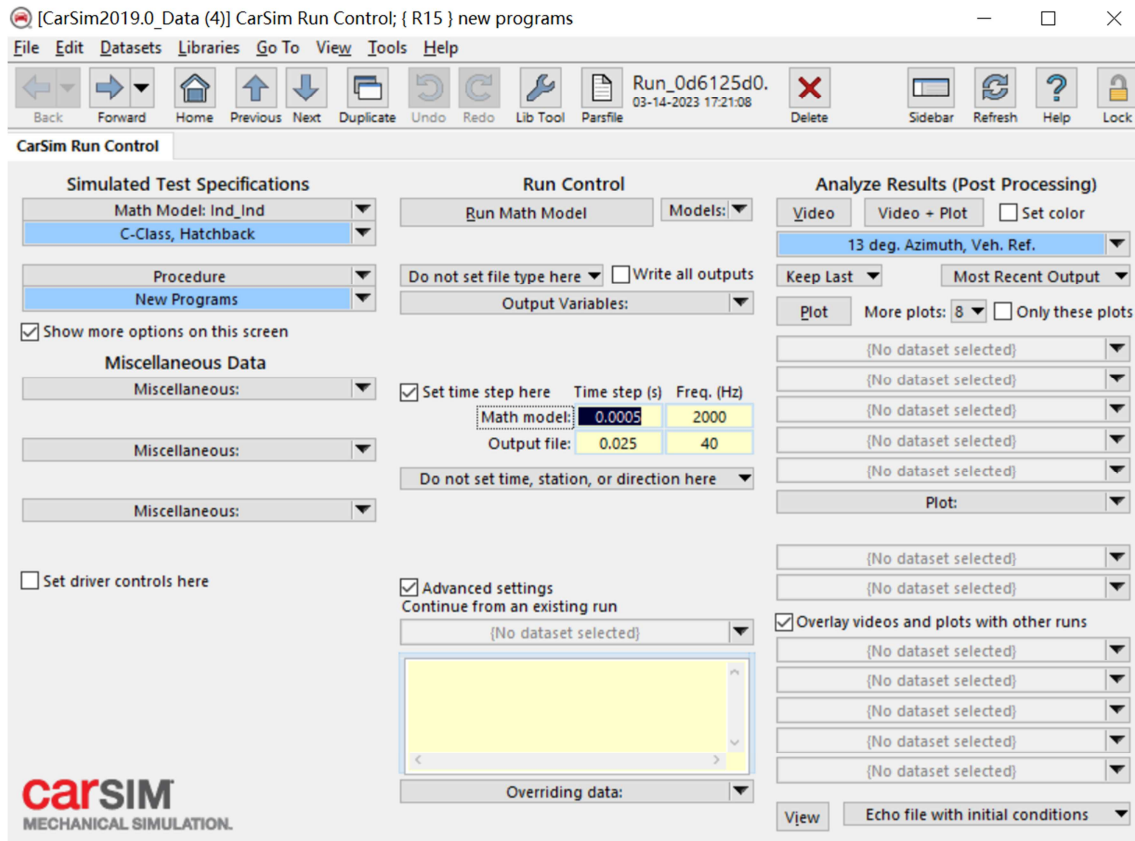 [CarSim2019.0_Data (4)] CarSim Run Control; { R15 } new programs
File Edit Datasets Libraries Go To View Tools Help
Back Forward Home Previous Next Duplicate Undo Redo Lib Tool Parsfile
Run_0d6125d0.
03-14-2023 17:21:08
Delete Sidebar Refresh Help Lock
CarSim Run Control
Simulated Test Specifications
Math Model: Ind_Ind
C-Class, Hatchback
Procedure
New Programs
Show more options on this screen
Miscellaneous Data
Miscellaneous:
Miscellaneous:
Miscellaneous:
Set driver controls here
carSIM
MECHANICAL SIMULATION.
Run Control
Run Math Model Models:
Do not set file type here Write all outputs
Output Variables:
Set time step here Time step (s) Freq. (Hz)
Math model: 0.0005 2000
Output file: 0.025 40
Do not set time, station, or direction here
Advanced settings
Continue from an existing run
{No dataset selected}
Overriding data:
Analyze Results (Post Processing)
Video Video + Plot Set color
13 deg. Azimuth, Veh. Ref.
Keep Last Most Recent Output
Plot More plots: 8 Only these plots
{No dataset selected}
{No dataset selected}
{No dataset selected}
{No dataset selected}
{No dataset selected}
Plot:
{No dataset selected}
{No dataset selected}
Overlay videos and plots with other runs
{No dataset selected}
{No dataset selected}
{No dataset selected}
{No dataset selected}
{No dataset selected}
View Echo file with initial conditions